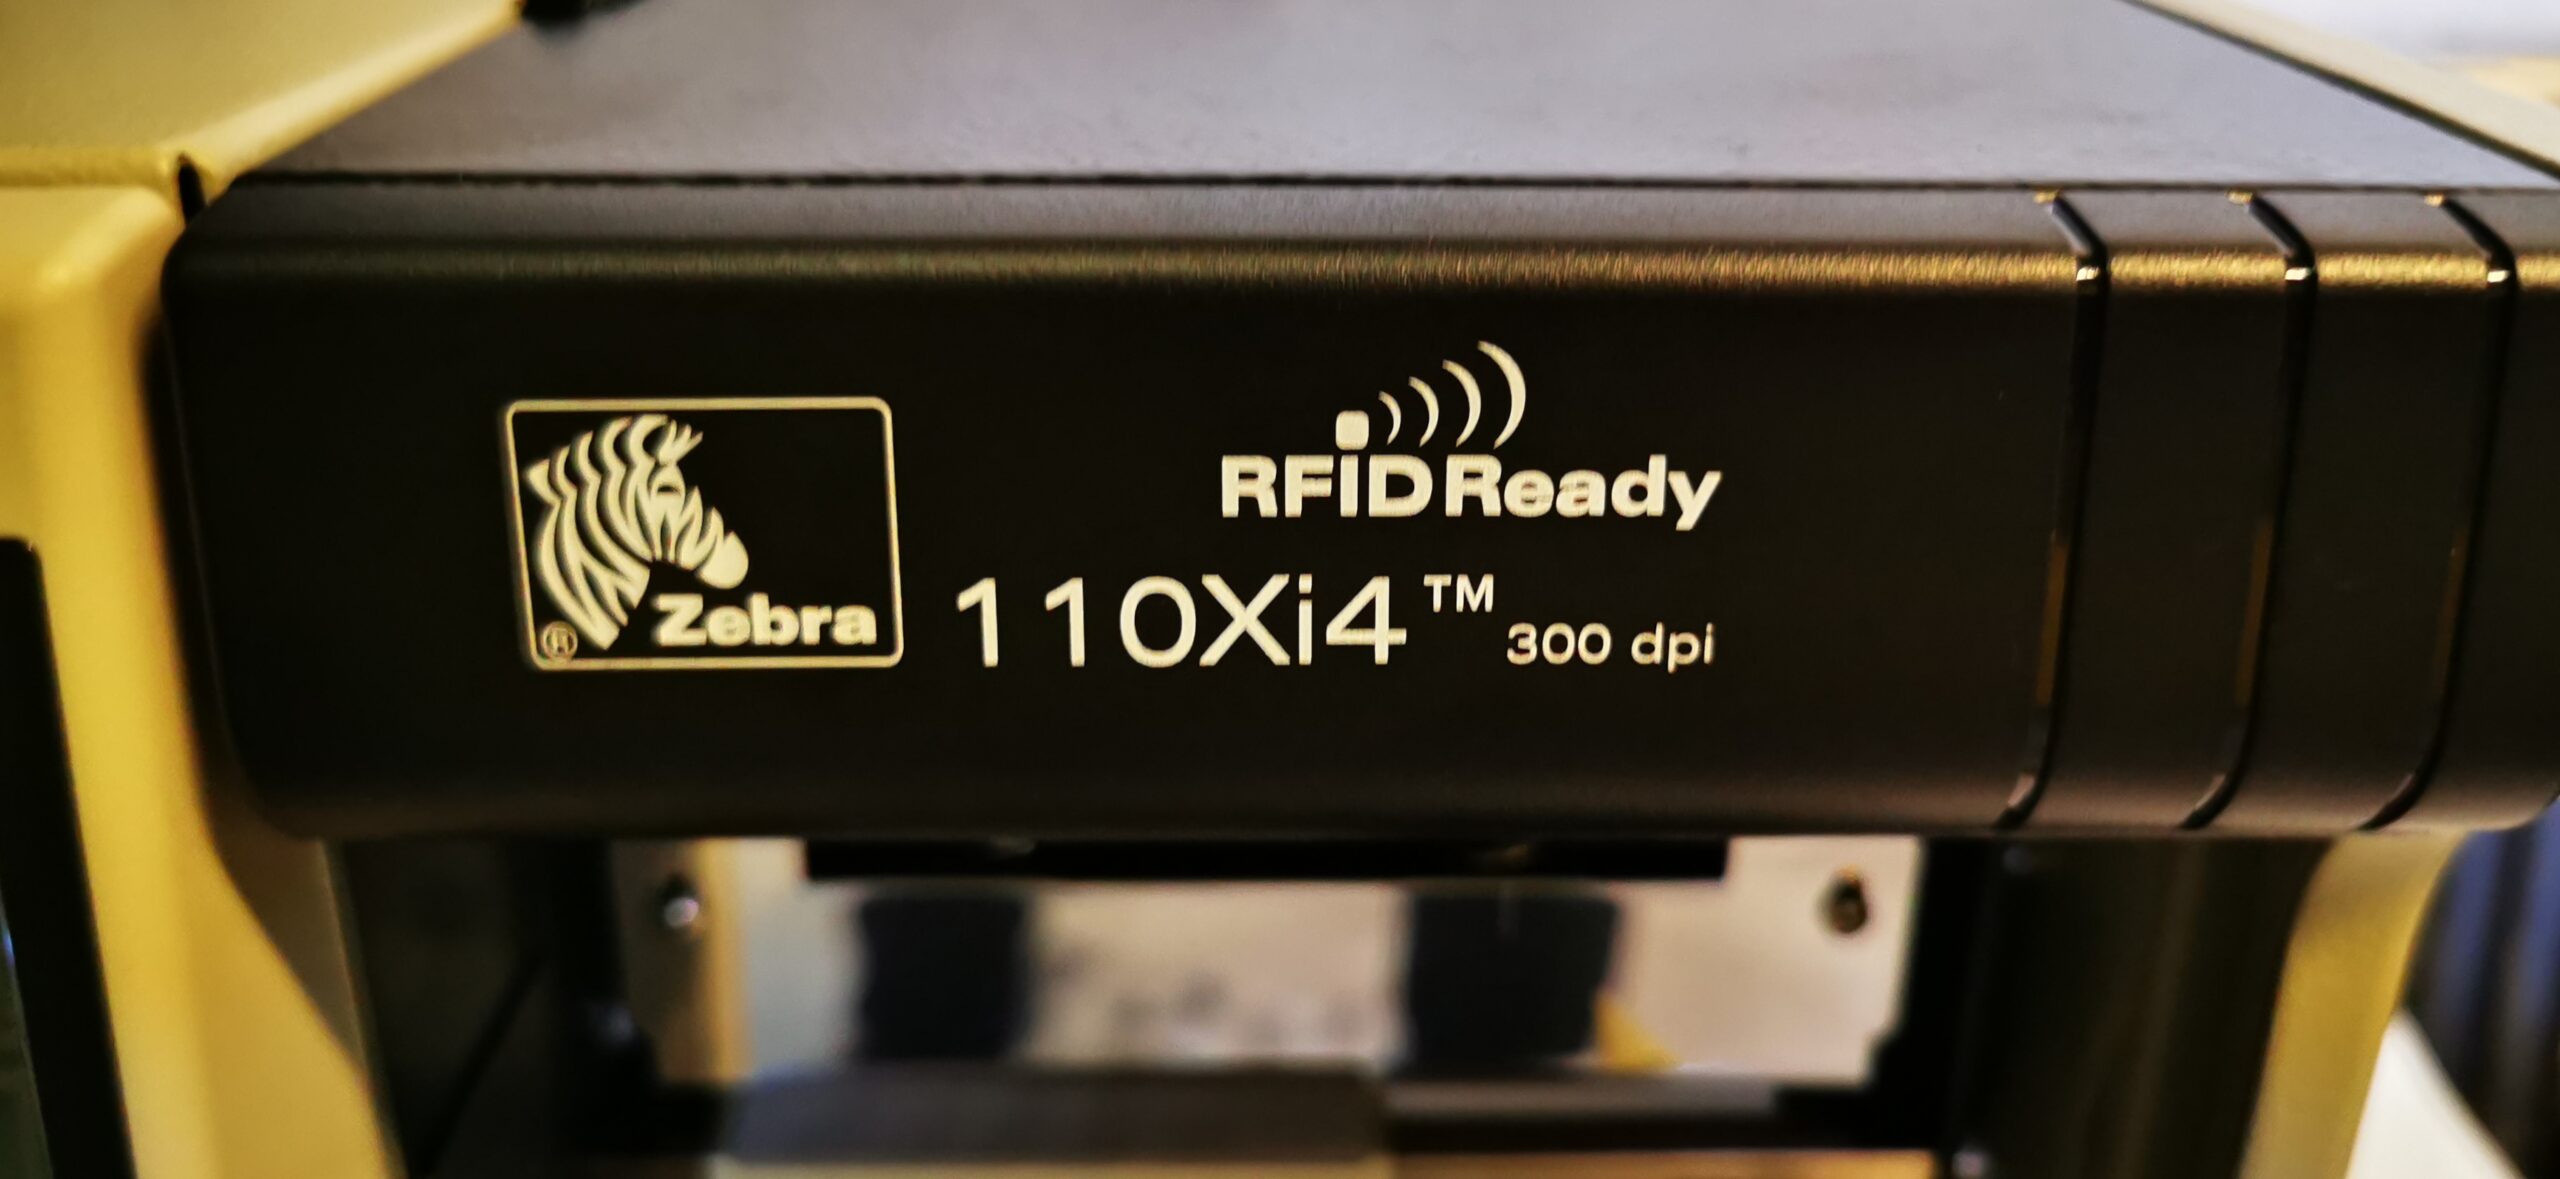 RFiD Ready
Zebra
®
110Xi4™ 300 dpi